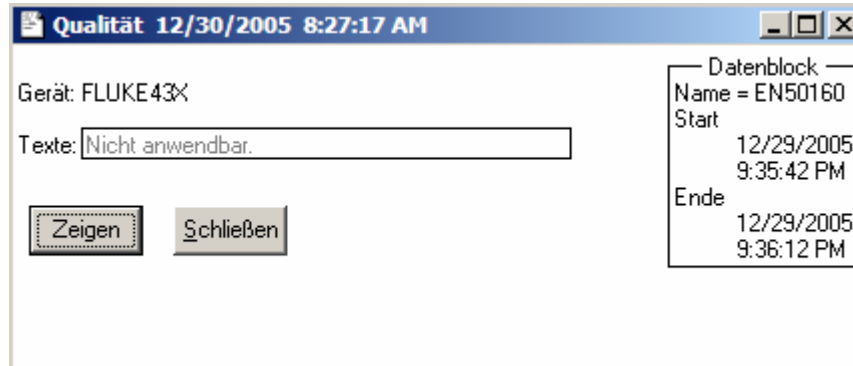 Qualität 12/30/2005 8:27:17 AM
Gerät: FLUKE43X
Texte: Nicht anwendbar.
Zeigen
Schließen
Datenblock
Name = EN50160
Start
12/29/2005
9:35:42 PM
Ende
12/29/2005
9:36:12 PM